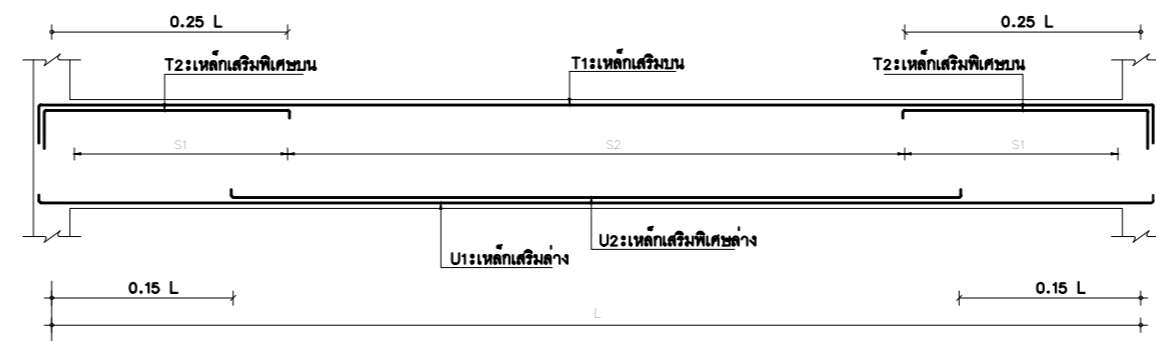 0.25 L
0.25 L
T2:เหล็กเสริมพิเศษบน
T1:เหล็กเสริมบน
T2:เหล็กเสริมพิเศษบน
S1
S2
S1
U2:เหล็กเสริมพิเศษล่าง
U1:เหล็กเสริมล่าง
0.15 L
0.15 L
L